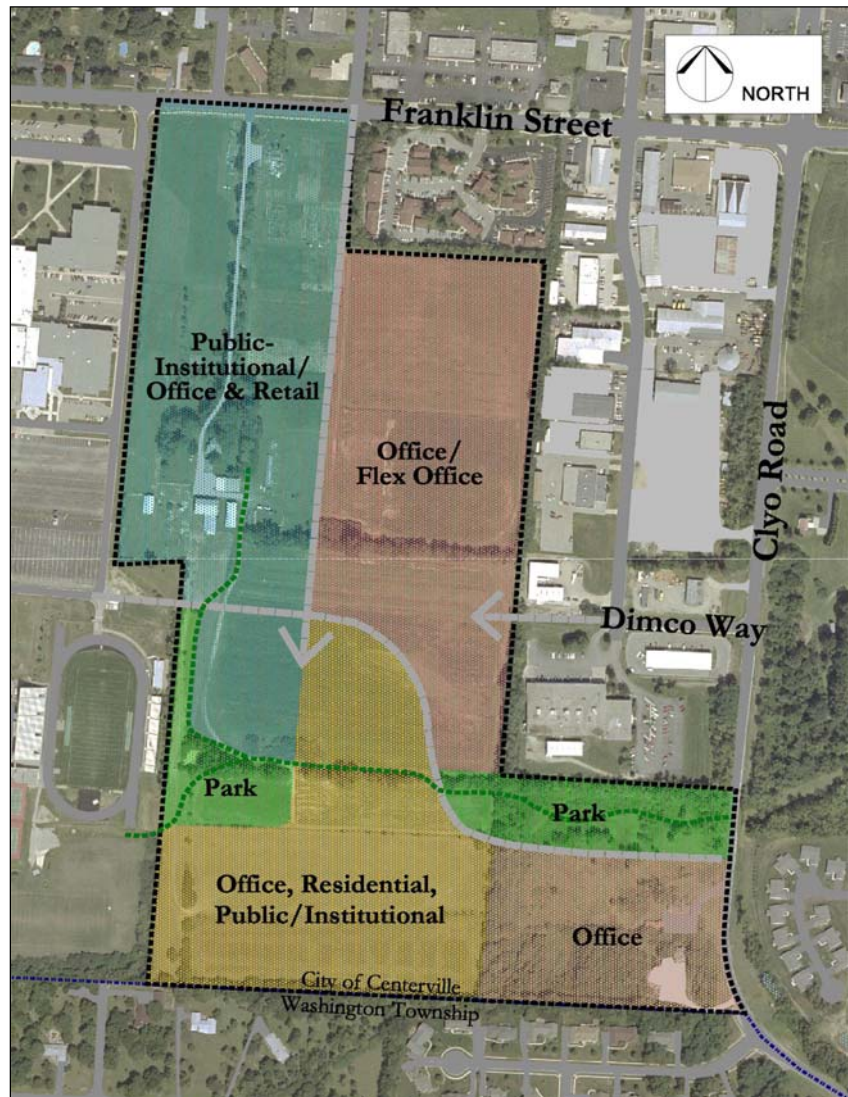 NORTH
Franklin Street
Public-
Institutional/
Office & Retail
Office/
Flex Office
Clyo Road
Dimco Way
Park
Park
Office, Residential,
Public/Institutional
Office
City of Centerville
Washington Township